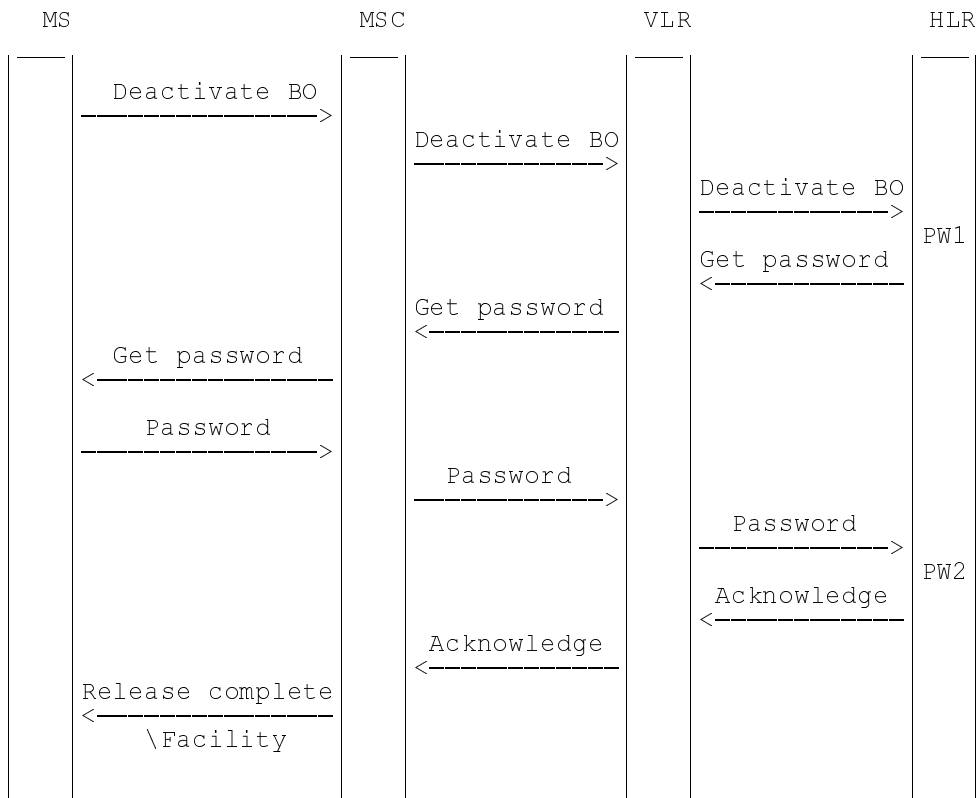 MS MSC VLR HLR
Deactivate BO
Deactivate BO
Deactivate BO
PW1
Get password
Get password
Get password
Password
Password
Password
PW2
Acknowledge
Acknowledge
Release complete
\Facility